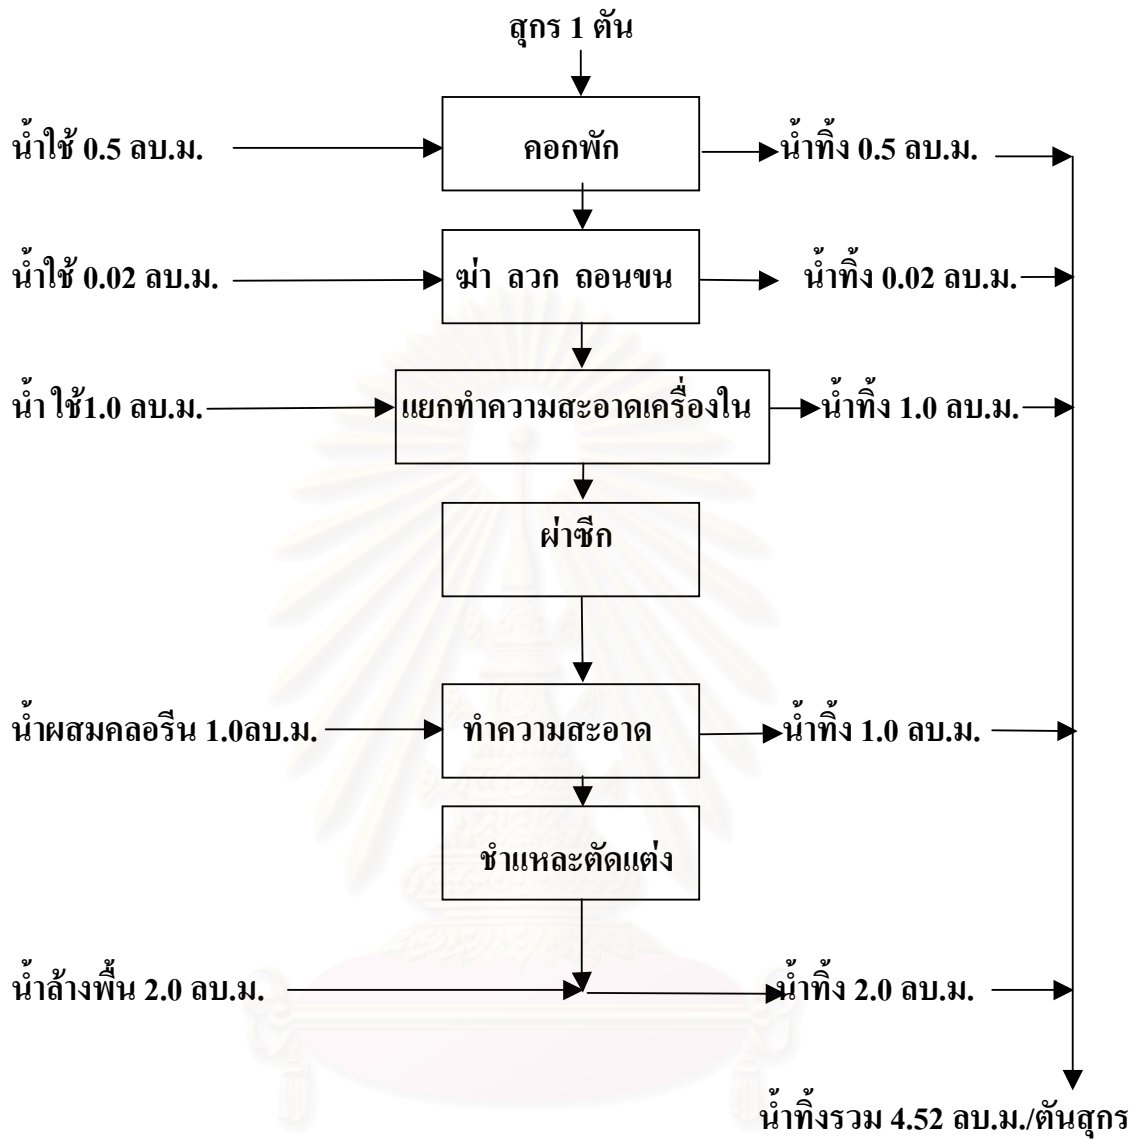 สุกร 1 ตัน
น้ำใช้ 0.5 ลบ.ม.
คอกพัก
น้ำทิ้ง 0.5 ลบ.ม.
น้ำใช้ 0.02 ลบ.ม.
ฆ่า ลวก ถอนขน
น้ำทิ้ง 0.02 ลบ.ม.
น้ำ ใช้1.0 ลบ.ม.
แยกทำความสะอาดเครื่องใน
น้ำทิ้ง 1.0 ลบ.ม.
ผ่าซีก
น้ำผสมคลอรีน 1.0ลบ.ม.
ทำความสะอาด
น้ำทิ้ง 1.0 ลบ.ม.
ชำแหละตัดแต่ง
น้ำล้างพื้น 2.0 ลบ.ม.
น้ำทิ้ง 2.0 ลบ.ม.
น้ำทิ้งรวม 4.52 ลบ.ม./ตันสุกร